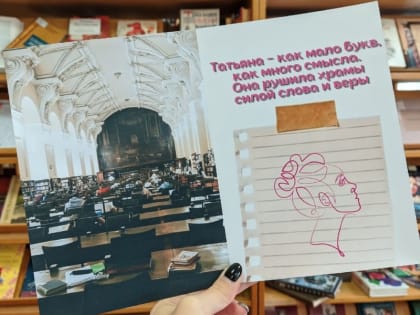 Татьяна – как мало букв,
как много смысла.
Она рушила храмы
силой слова и веры